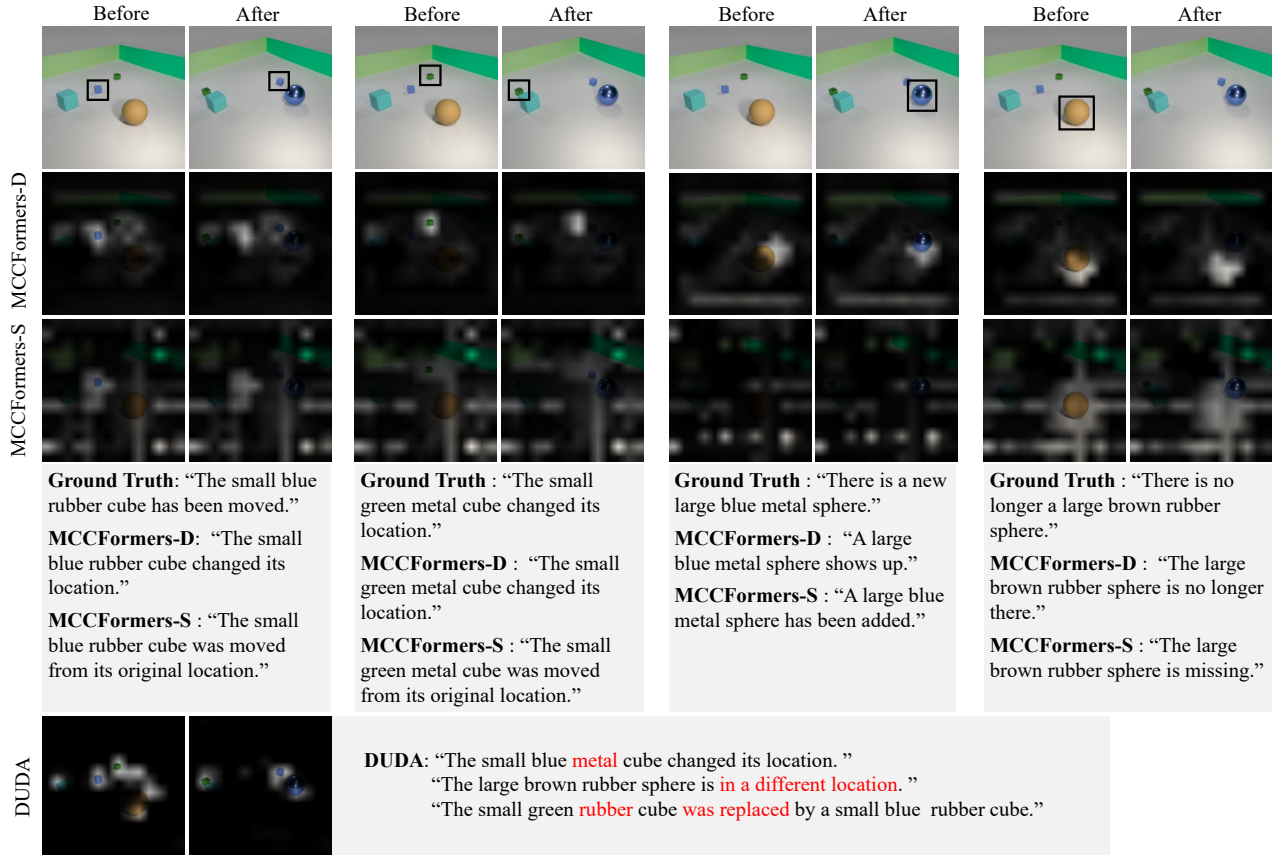 Before
After
Before
After
Before
After
Before
After
MCCFormers-D
MCCFormers-S
Ground Truth: “The small blue
rubber cube has been moved.”
MCCFormers-D: “The small
blue rubber cube changed its
location.”
MCCFormers-S : “The small
blue rubber cube was moved
from its original location.”
Ground Truth : “The small
green metal cube changed its
location.”
MCCFormers-D : “The small
green metal cube changed its
location.”
MCCFormers-S : “The small
green metal cube was moved
from its original location.”
Ground Truth : “There is a new
large blue metal sphere.”
MCCFormers-D : “A large
blue metal sphere shows up.”
MCCFormers-S : “A large blue
metal sphere has been added.”
Ground Truth : “There is no
longer a large brown rubber
sphere.”
MCCFormers-D : “The large
brown rubber sphere is no longer
there.”
MCCFormers-S : “The large
brown rubber sphere is missing.”
DUDA
DUDA: “The small blue metal cube changed its location. ”
“The large brown rubber sphere is in a different location. ”
“The small green rubber cube was replaced by a small blue rubber cube.”